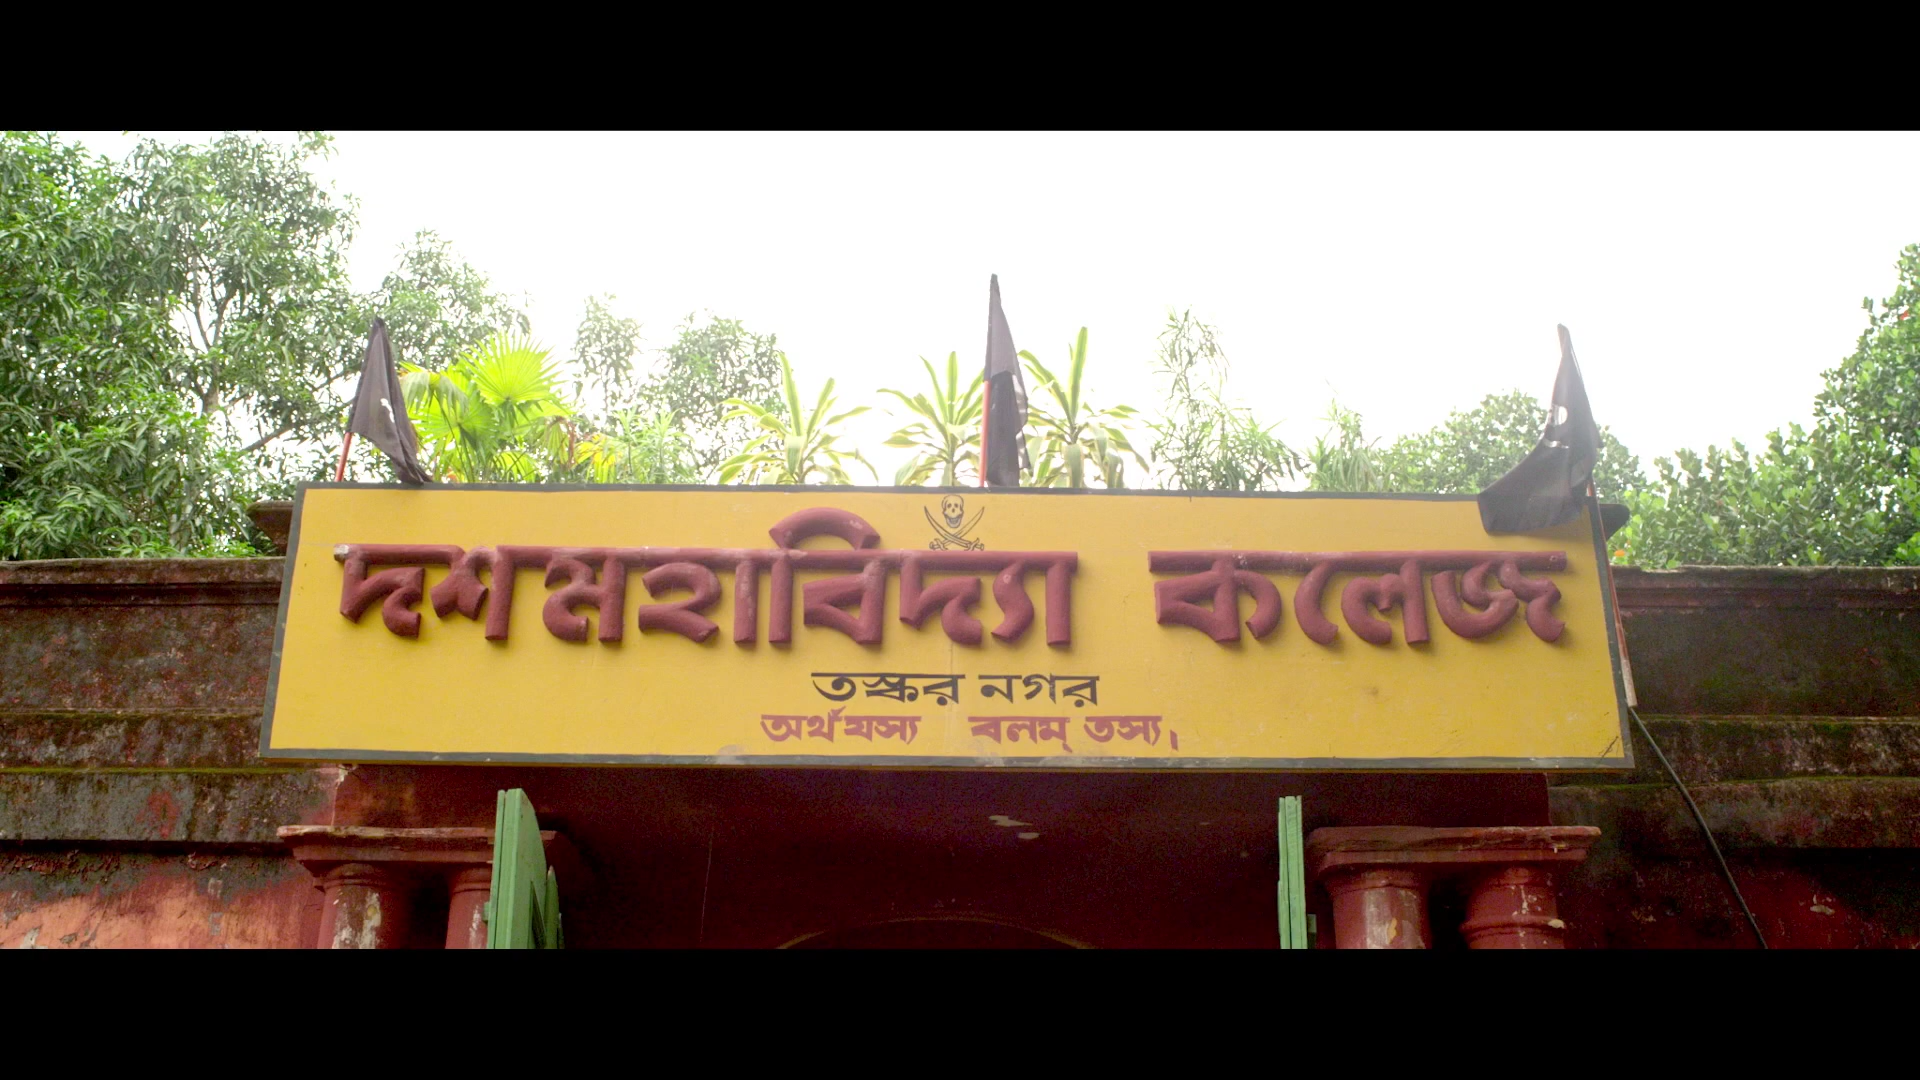 দশমহাবিদ্যা কলেজ
তস্কর নগর
অর্থযস্য বলম্ তস্য।